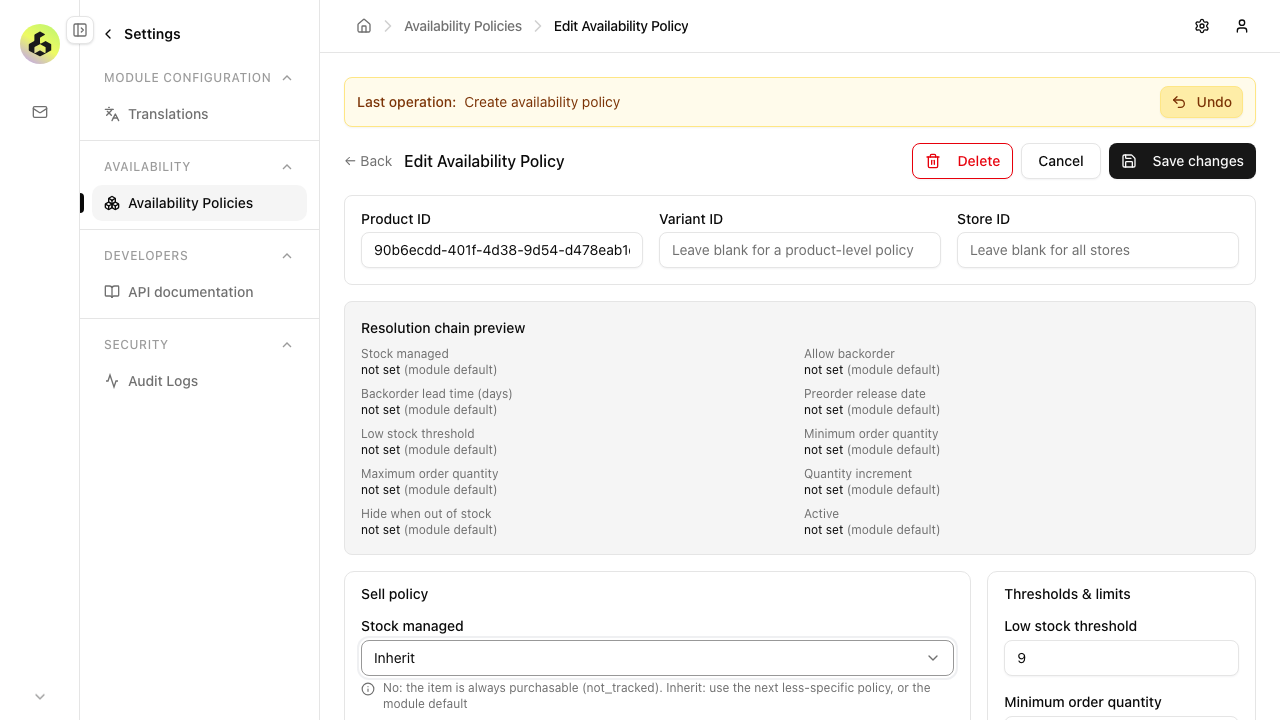 Settings
MODULE CONFIGURATION
Translations
AVAILABILITY
Availability Policies
DEVELOPERS
API documentation
SECURITY
Audit Logs
Availability Policies
Edit Availability Policy
Last operation: Create availability policy
Undo
Back
Edit Availability Policy
Delete
Cancel
Save changes
Product ID
Variant ID
Store ID
90b6ecdd-401f-4d38-9d54-d478eab1
Leave blank for a product-level policy
Leave blank for all stores
Resolution chain preview
Stock managed
not set (module default)
Allow backorder
not set (module default)
Backorder lead time (days)
not set (module default)
Preorder release date
not set (module default)
Low stock threshold
not set (module default)
Minimum order quantity
not set (module default)
Maximum order quantity
not set (module default)
Quantity increment
not set (module default)
Hide when out of stock
not set (module default)
Active
not set (module default)
Sell policy
Stock managed
Inherit
No: the item is always purchasable (not_tracked). Inherit: use the next less-specific policy, or the
module default
Thresholds & limits
Low stock threshold
9
Minimum order quantity